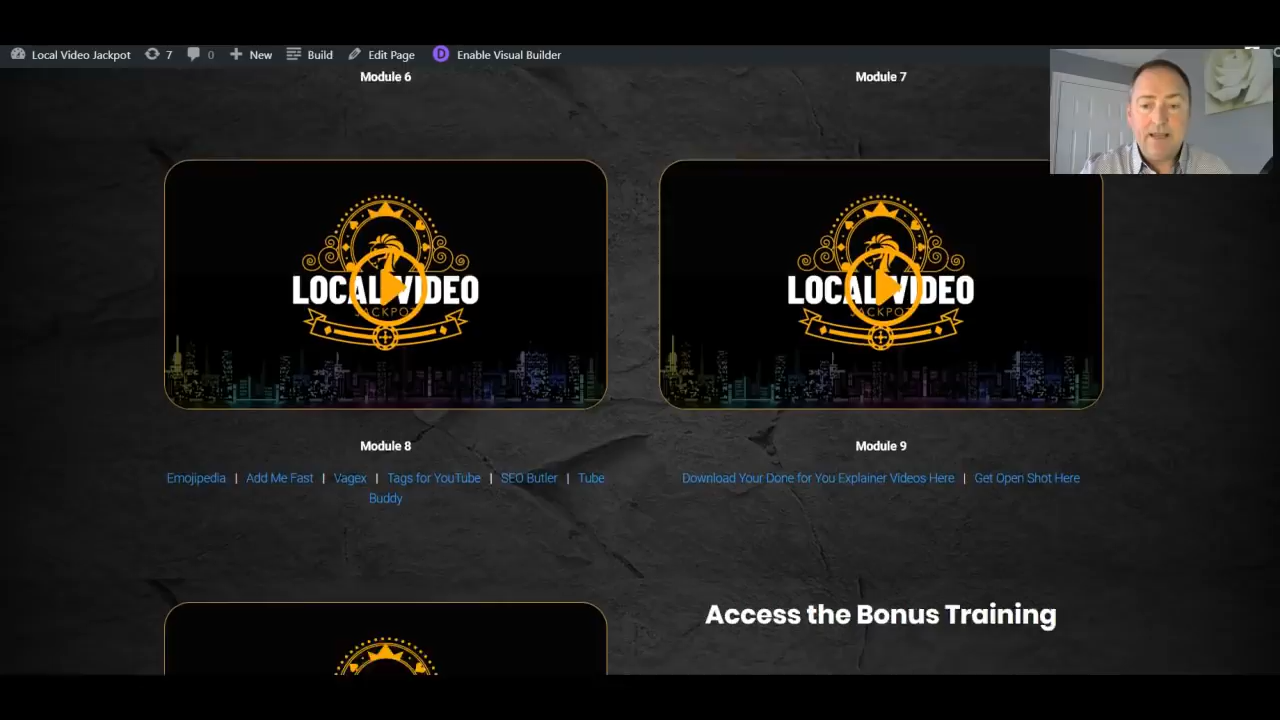 Local Video Jackpot 7 0 New Build Edit Page D Enable Visual Builder
Module 6
Module 7
LOCAL VIDEO
JACKPOT
LOCAL VIDEO
JACKPOT
Module 8
Emojipedia | Add Me Fast | Vagex | Tags for YouTube | SEO Butler | Tube
Buddy
Module 9
Download Your Done for You Explainer Videos Here | Get Open Shot Here
Access the Bonus Training